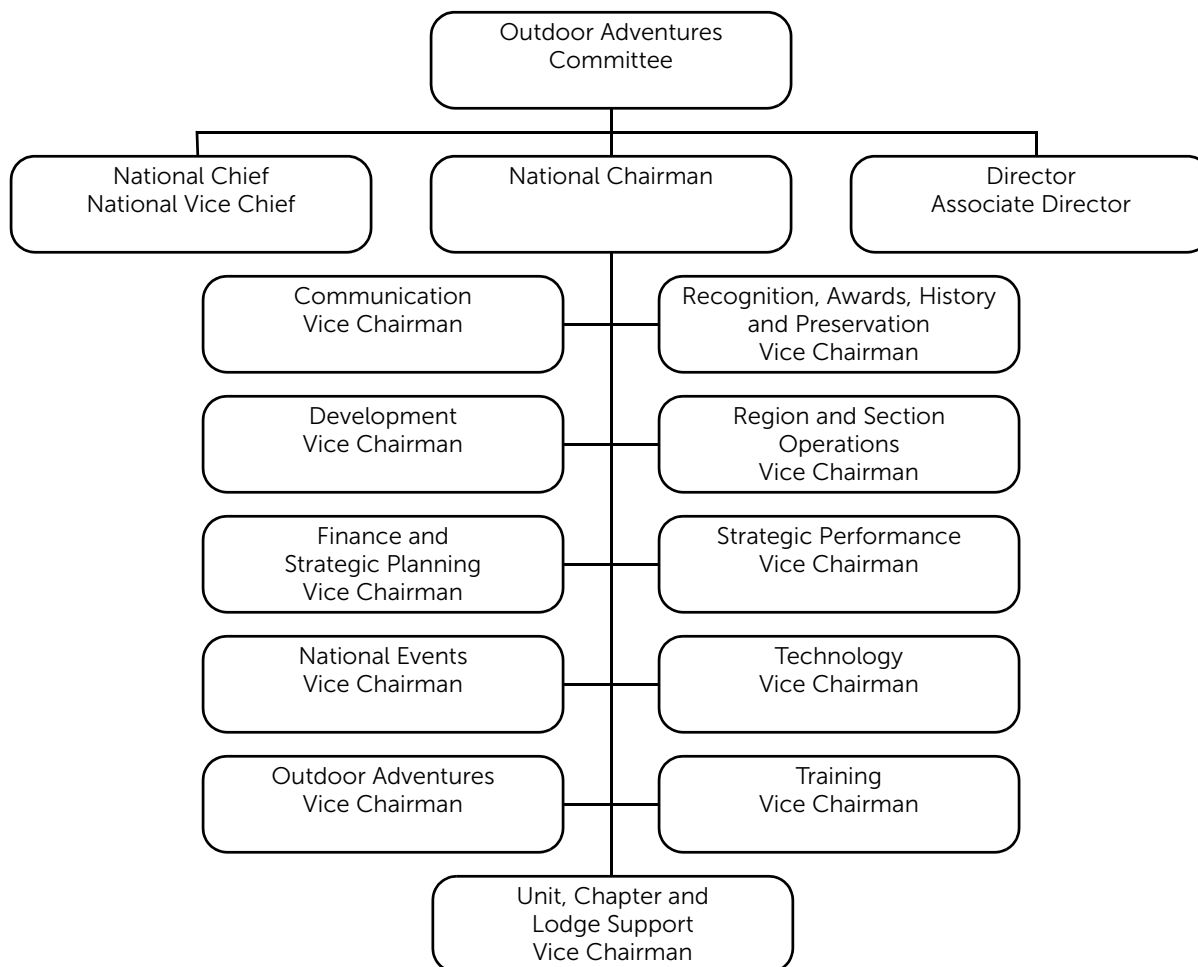 Outdoor Adventures
Committee
National Chief
National Vice Chief
National Chairman
Director
Associate Director
Communication
Vice Chairman
Recognition, Awards, History
and Preservation
Vice Chairman
Development
Vice Chairman
Region and Section
Operations
Vice Chairman
Finance and
Strategic Planning
Vice Chairman
Strategic Performance
Vice Chairman
National Events
Vice Chairman
Technology
Vice Chairman
Outdoor Adventures
Vice Chairman
Training
Vice Chairman
Unit, Chapter and
Lodge Support
Vice Chairman